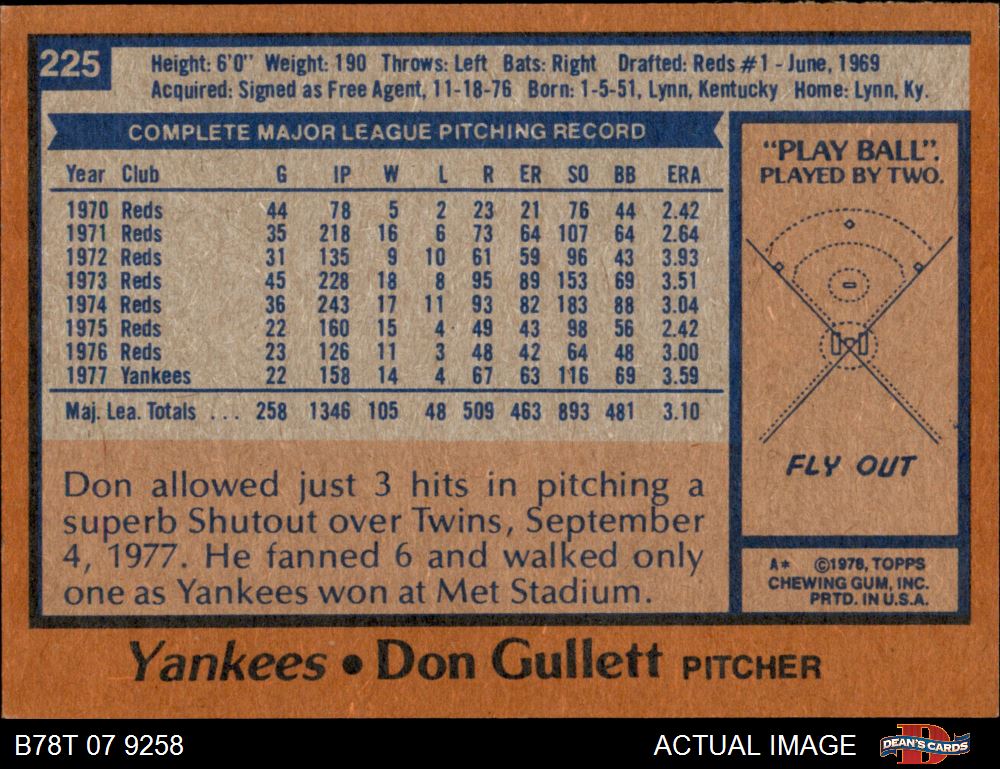 225
Height: 6'0" Weight: 190 Throws: Left Bats: Right Drafted: Reds #1 - June, 1969
Acquired: Signed as Free Agent, 11-18-76 Born: 1-5-51, Lynn, Kentucky Home: Lynn, Ky.
COMPLETE MAJOR LEAGUE PITCHING RECORD
Year Club G IP W L R ER SO BB ERA
1970 Reds 44 78 5 2 23 21 76 44 2.42
1971 Reds 35 218 16 6 73 64 107 64 2.64
1972 Reds 31 135 9 10 61 59 96 43 3.93
1973 Reds 45 228 18 8 95 89 153 69 3.51
1974 Reds 36 243 17 11 93 82 183 88 3.04
1975 Reds 22 160 15 4 49 43 98 56 2.42
1976 Reds 23 126 11 3 48 42 64 48 3.00
1977 Yankees 22 158 14 4 67 63 116 69 3.59
Maj. Lea. Totals ... 258 1346 105 48 509 463 893 481 3.10
Don allowed just 3 hits in pitching a
superb Shutout over Twins, September
4, 1977. He fanned 6 and walked only
one as Yankees won at Met Stadium.
"PLAY BALL".
PLAYED BY TWO.
FLY OUT
A* ©1978, TOPPS
CHEWING GUM, INC.
PRTD. IN U.S.A.
Yankees • Don Gullett PITCHER
B78T 07 9258
ACTUAL IMAGE
DEAN'S CARDS